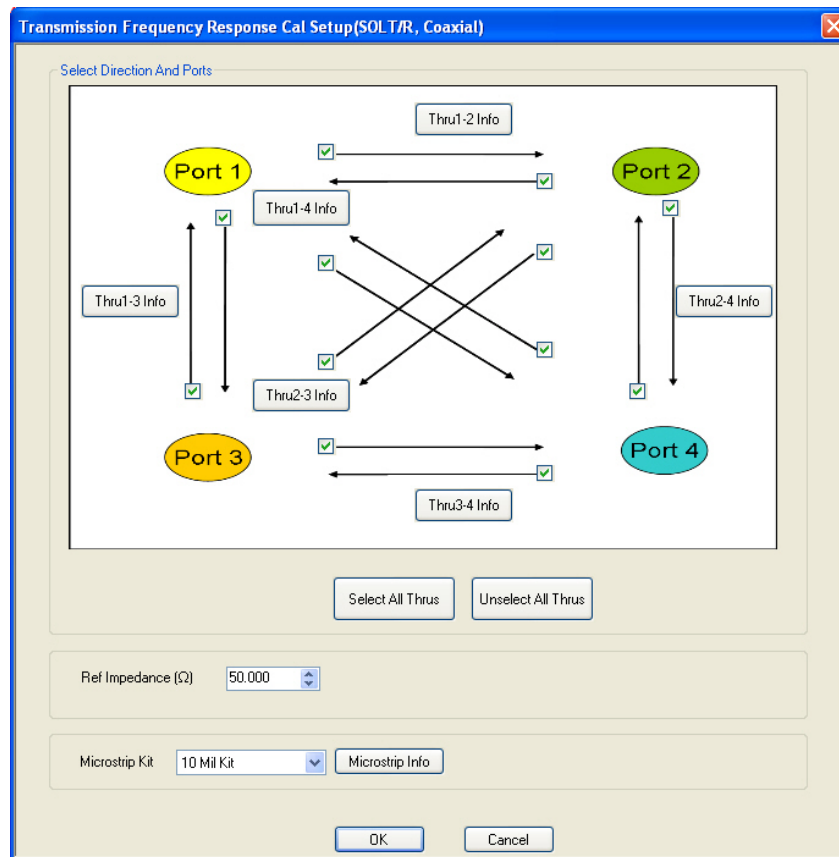 Transmission Frequency Response Cal Setup(SOLT/R, Coaxial)
Select Direction And Ports
Thru1-2 Info
Port 1
Port 2
Thru1-4 Info
Thru1-3 Info
Thru2-4 Info
Thru2-3 Info
Port 3
Port 4
Thru3-4 Info
Select All Thrus
Unselect All Thrus
Ref Impedance (Ω)
50.000
Microstrip Kit
10 Mil Kit
Microstrip Info
OK
Cancel